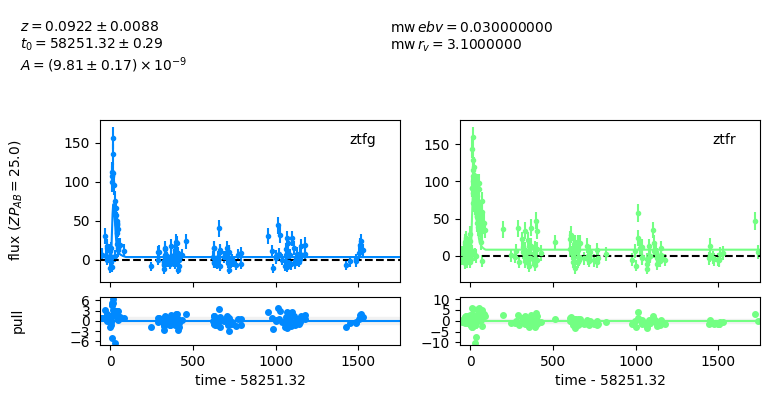 z = 0.0922 ± 0.0088
t₀ = 58251.32 ± 0.29
A = (9.81 ± 0.17) × 10⁻⁹
mw ebv = 0.030000000
mw rᵥ = 3.1000000
flux (ZP_AB = 25.0)
150
100
50
0
ztfg
150
100
50
0
ztfr
pull
6
3
0
−3
−6
10
5
0
−5
−10
0 500 1000 1500
0 500 1000 1500
time - 58251.32
time - 58251.32